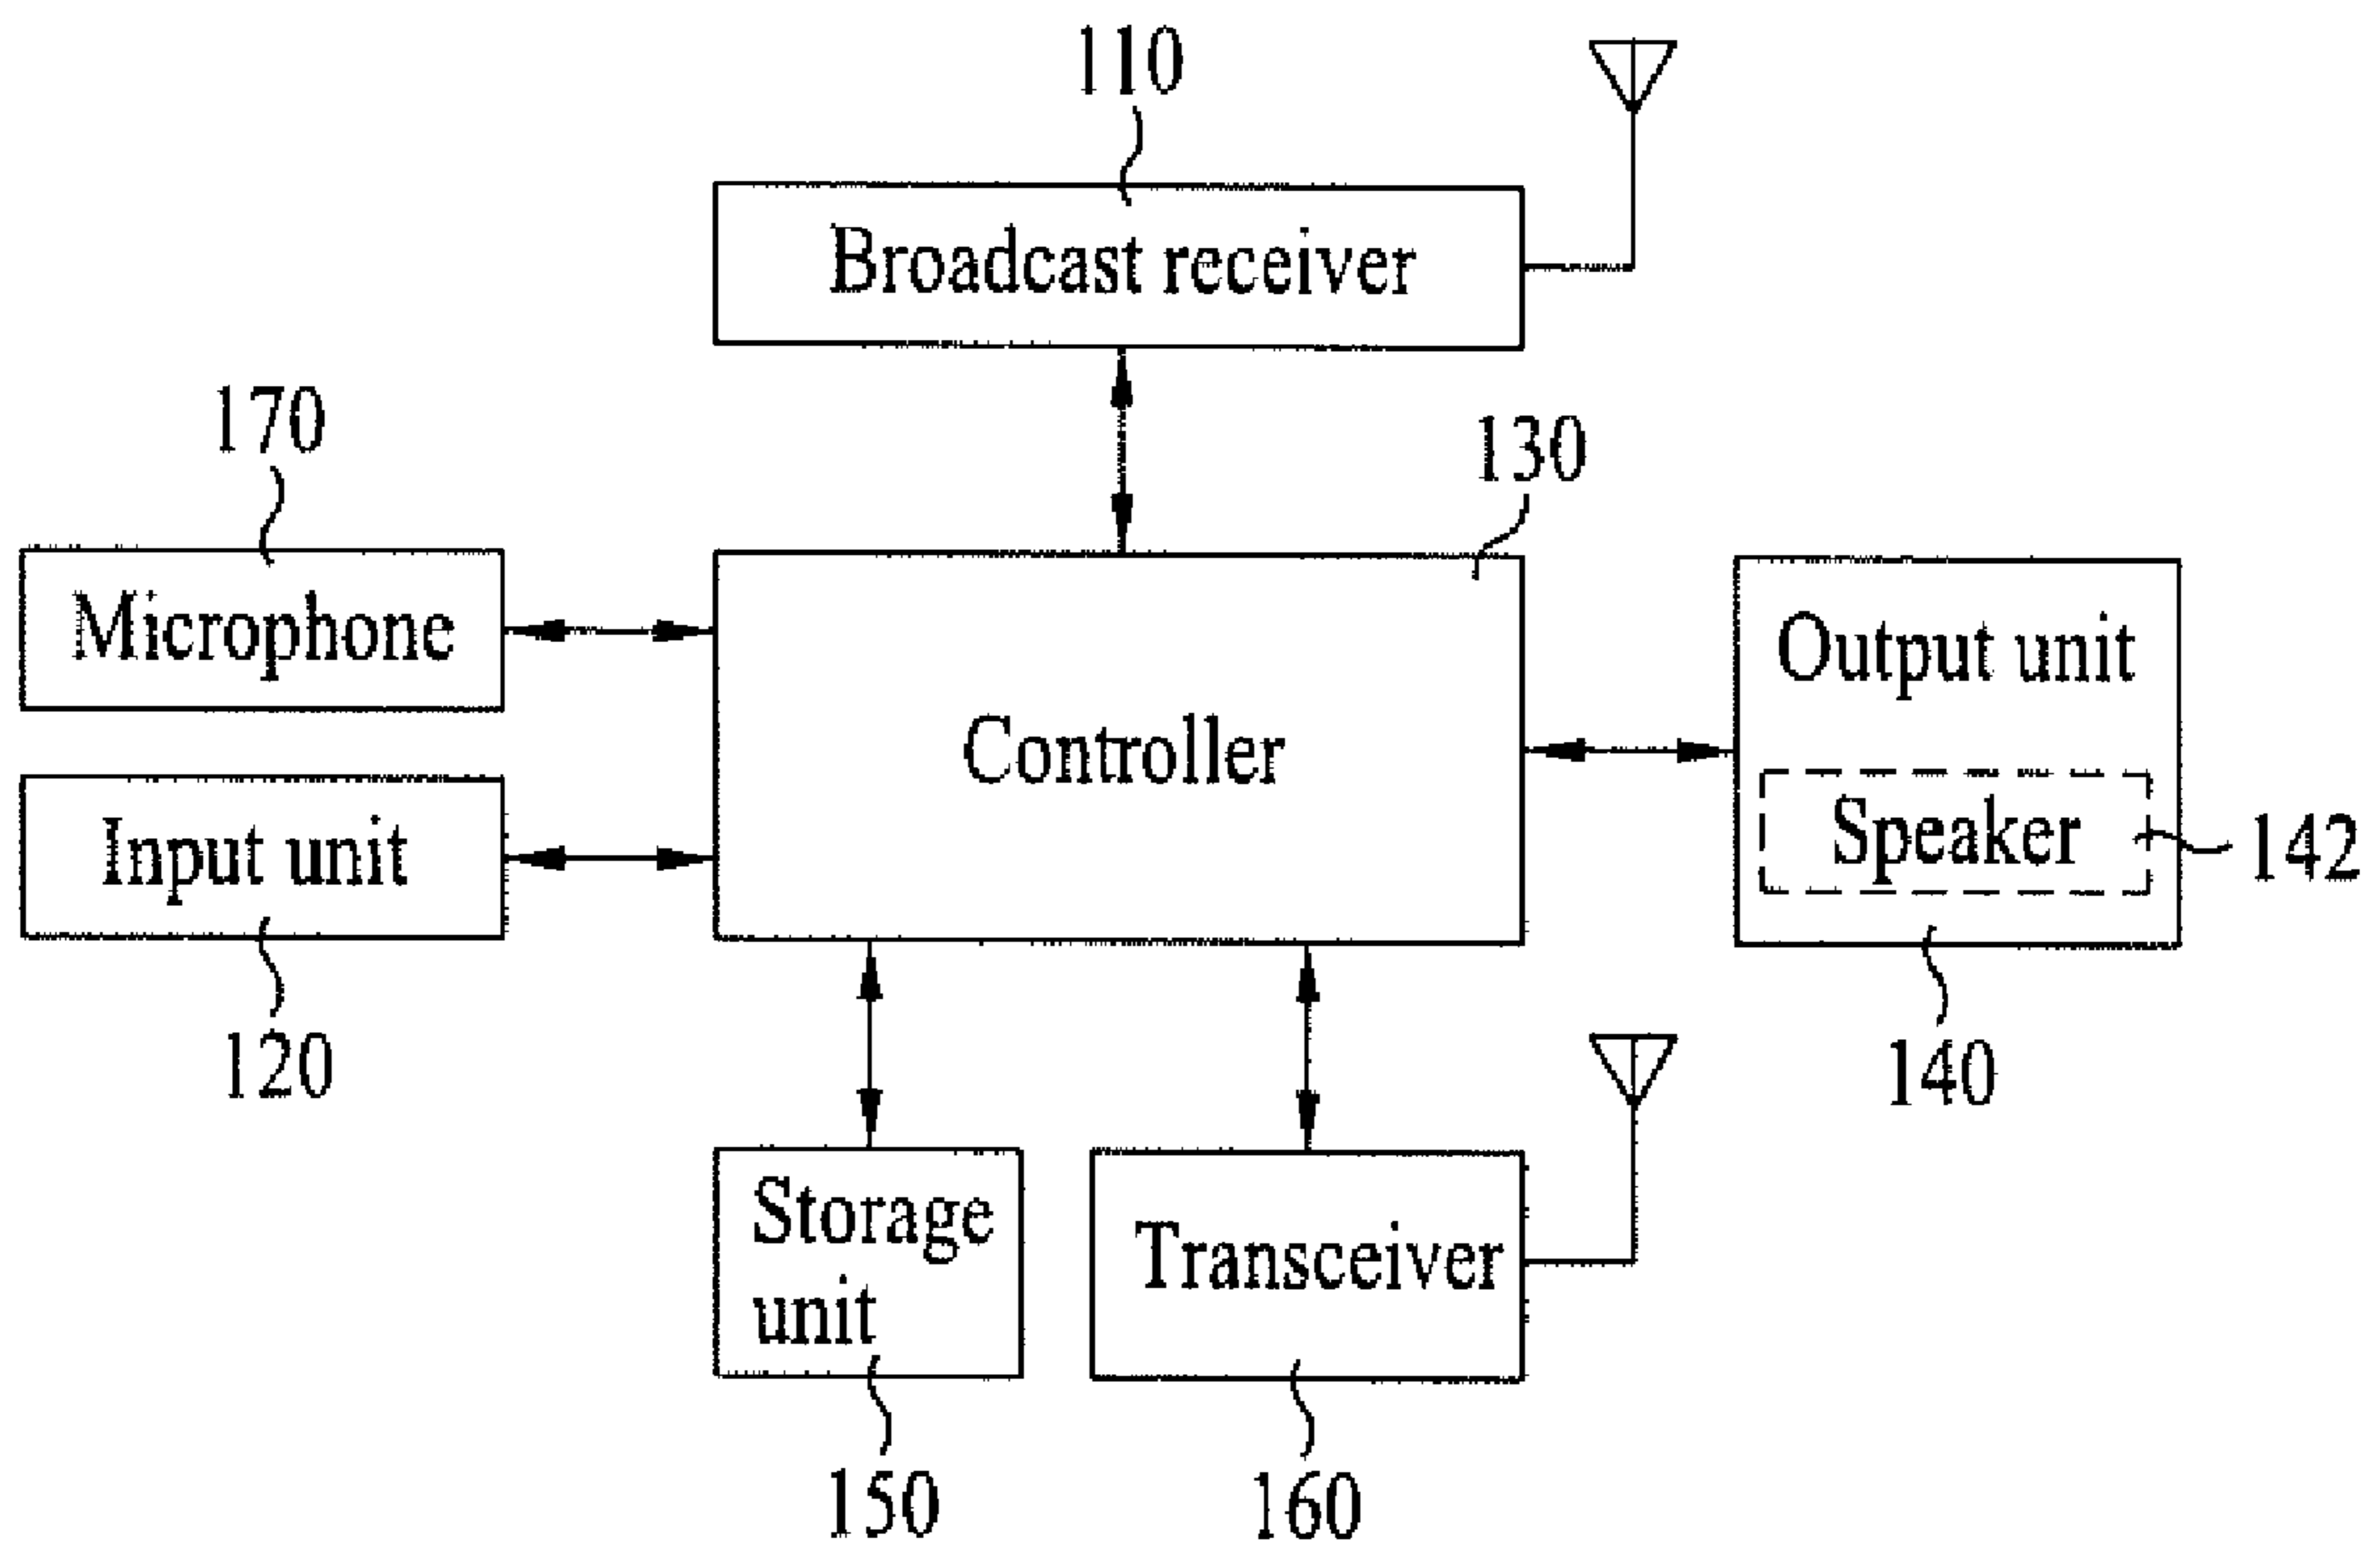 110
Broadcast receiver
170
130
Microphone
Output unit
Controller
Input unit
Speaker
142
120
140
Storage
unit
Transceiver
150
160